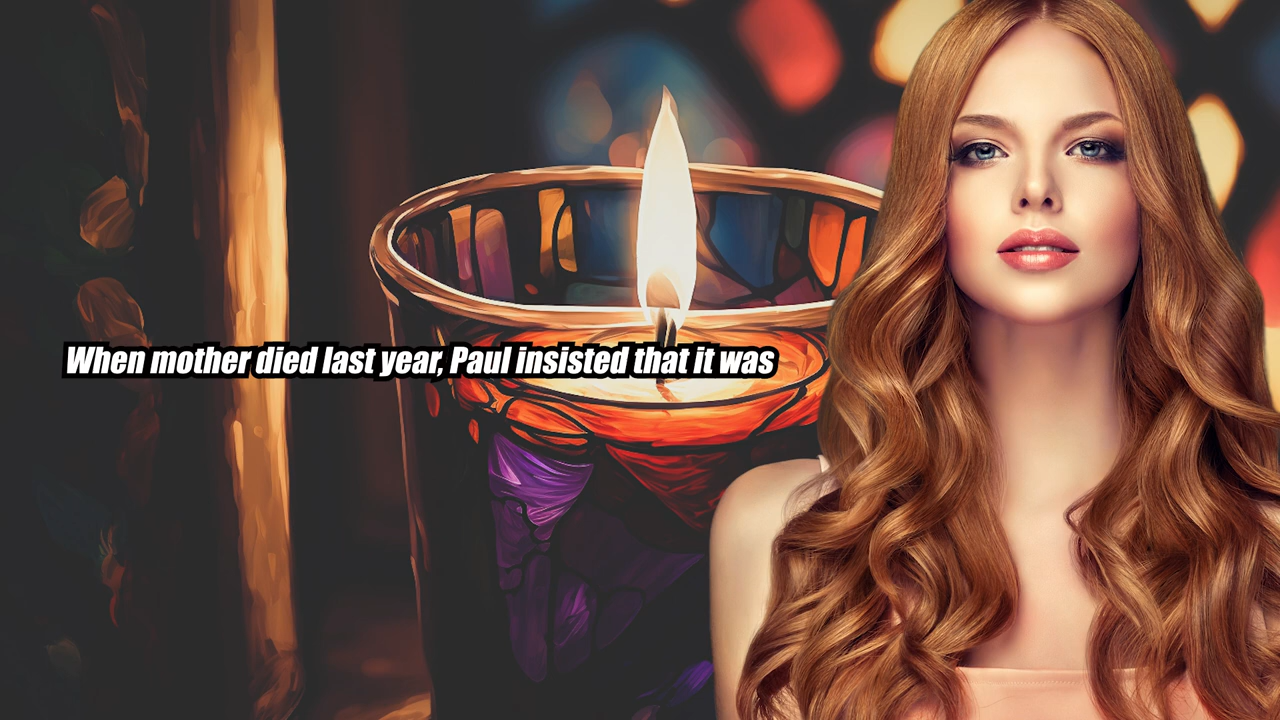 When mother died last year, Paul insisted that it was